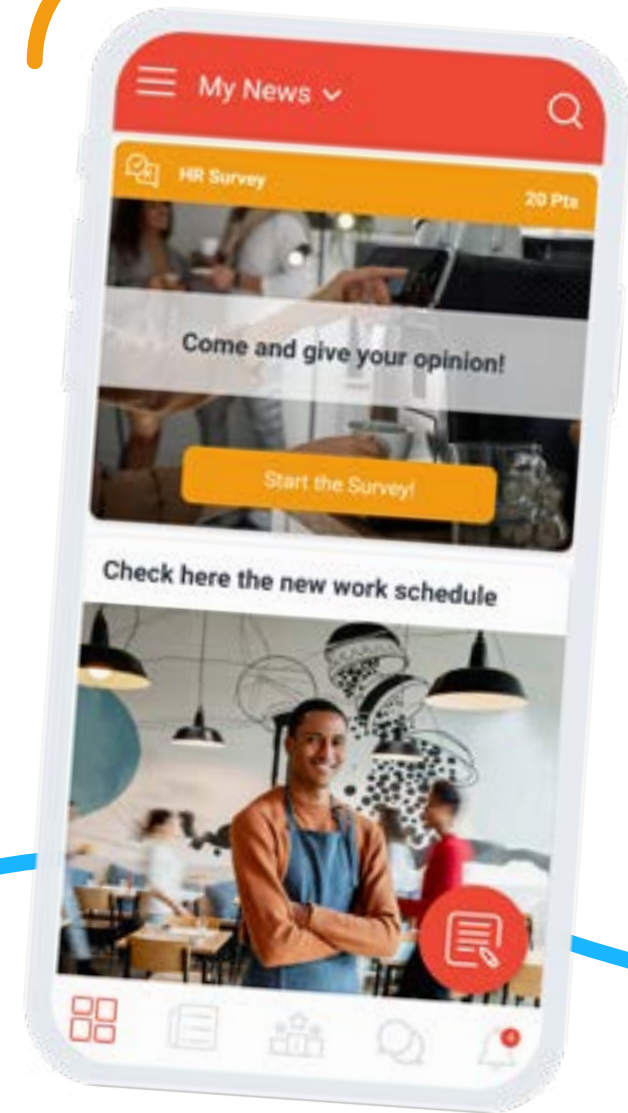 My News
HR Survey
20 Pts
Come and give your opinion!
Start the Survey!
Check here the new work schedule
4